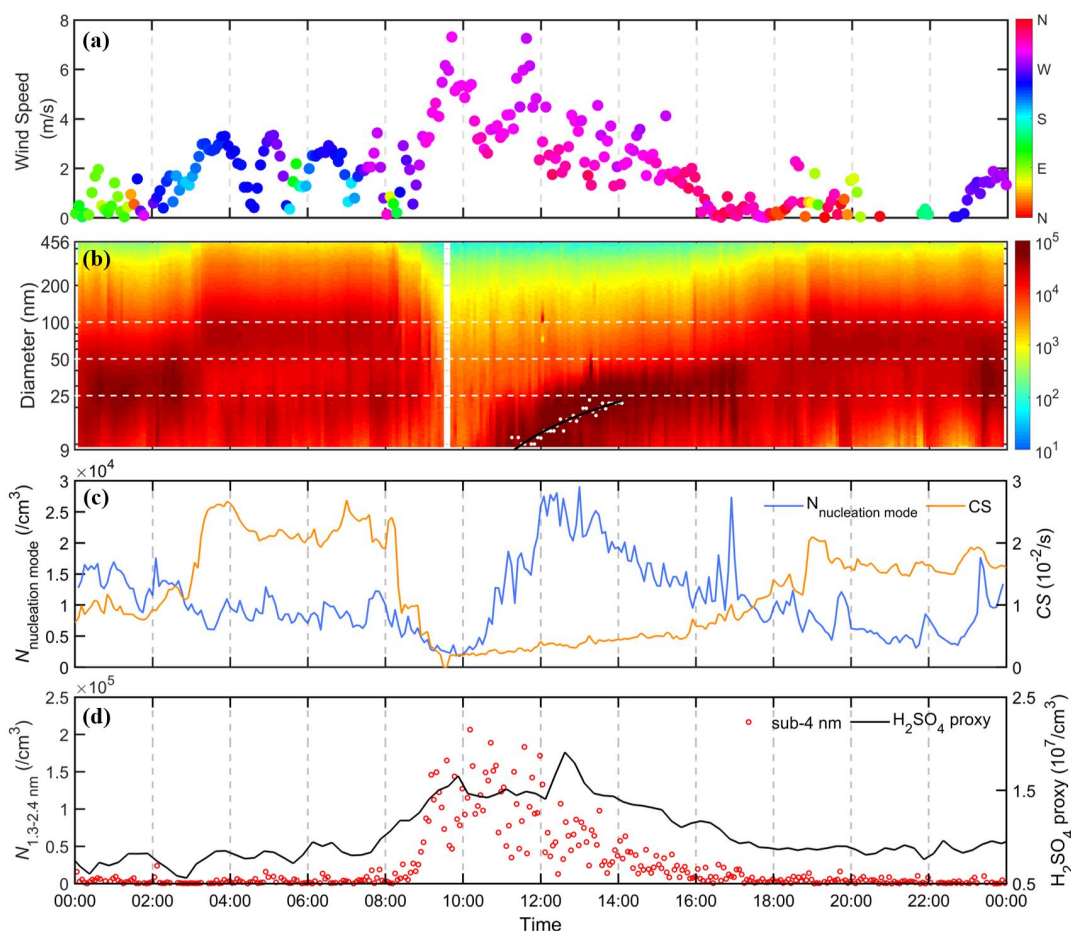 (a)
8
6
4
2
0
Wind Speed
(m/s)
N
W
S
E
N
(b)
456
200
100
50
25
9
Diameter (nm)
10^5
10^4
10^3
10^2
10^1
×10^4
(c)
3
2.5
2
1.5
1
0.5
0
N_nucleation mode (/cm^3)
N_nucleation mode
CS
3
2
1
0
CS (10^-2/s)
×10^5
(d)
2.5
2
1.5
1
0.5
0
N_1.3-2.4 nm (/cm^3)
sub-4 nm
H_2SO_4 proxy
2.5
1.5
0.5
H_2SO_4 proxy (10^7/cm^3)
00:00 02:00 04:00 06:00 08:00 10:00 12:00 14:00 16:00 18:00 20:00 22:00 00:00
Time